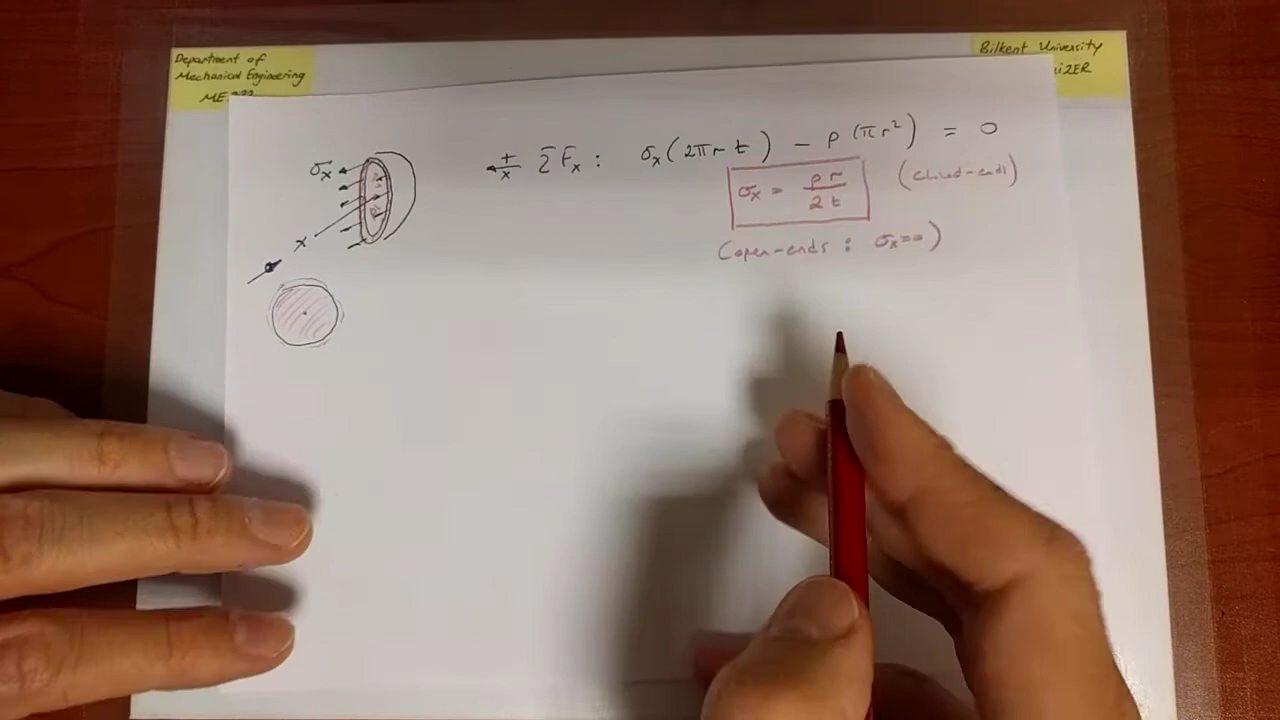 Department of
Mechanical Engineering
Bilkent University
σx
x
+ ΣFx : σx(2πr t) - p(πr²) = 0
σx = pr / 2t
(closed-ends)
(open-ends : σx=0)